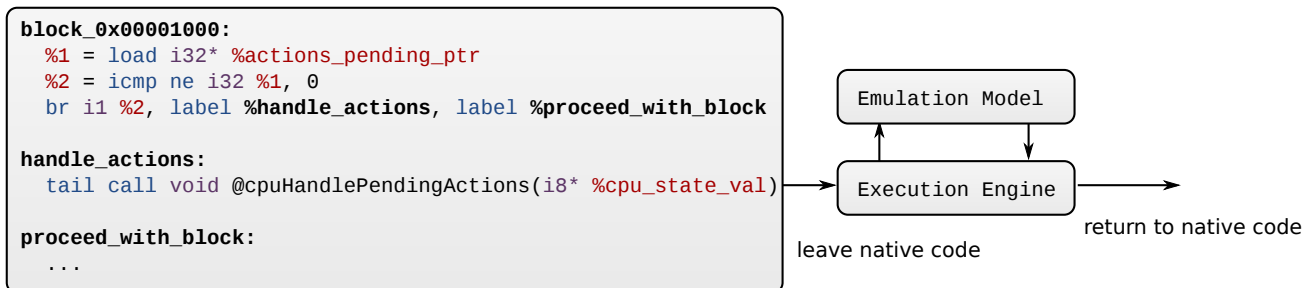 block_0x00001000:
%1 = load i32* %actions_pending_ptr
%2 = icmp ne i32 %1, 0
br i1 %2, label %handle_actions, label %proceed_with_block
handle_actions:
tail call void @cpuHandlePendingActions(i8* %cpu_state_val)
proceed_with_block:
...
Emulation Model
Execution Engine
leave native code
return to native code